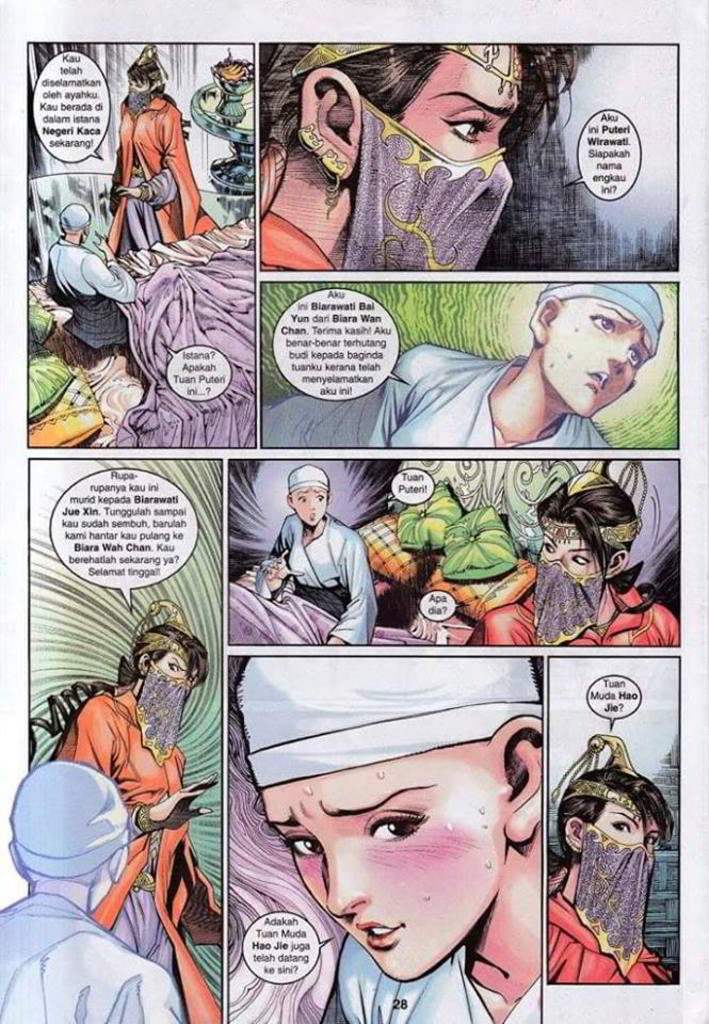 Kau
telah
diselamatkan
oleh ayahku.
Kau berada di
dalam istana
Negeri Kaca
sekarang!
Istana?
Apakah
Tuan Puteri
ini...?
Aku
ini Puteri
Wirawati.
Siapakah
nama
engkau
ini?
Aku
ini Biarawati Bai
Yun dari Biara Wan
Chan. Terima kasih! Aku
benar-benar terhutang
budi kepada baginda
tuanku kerana telah
menyelamatkan
aku ini!
Rupa-
rupanya kau ini
murid kepada Biarawati
Jue Xin. Tunggulah sampai
kau sudah sembuh, barulah
kami hantar kau pulang ke
Biara Wah Chan. Kau
berehatlah sekarang ya?
Selamat tinggal!
Tuan
Puteri!
Apa
dia?
Adakah
Tuan Muda
Hao Jie juga
telah datang
ke sini?
Tuan
Muda Hao
Jie?
28